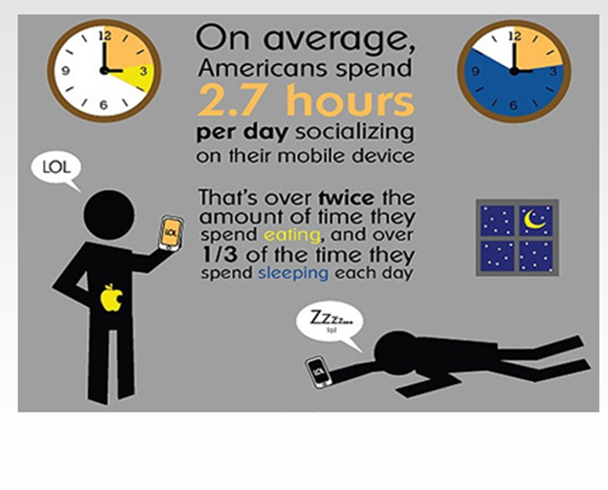 12
3
6
9
On average,
Americans spend
2.7 hours
per day socializing
on their mobile device
12
3
6
9
LOL
LOL
That's over twice the
amount of time they
spend eating, and over
1/3 of the time they
spend sleeping each day
Zzzz...
lol
LOL